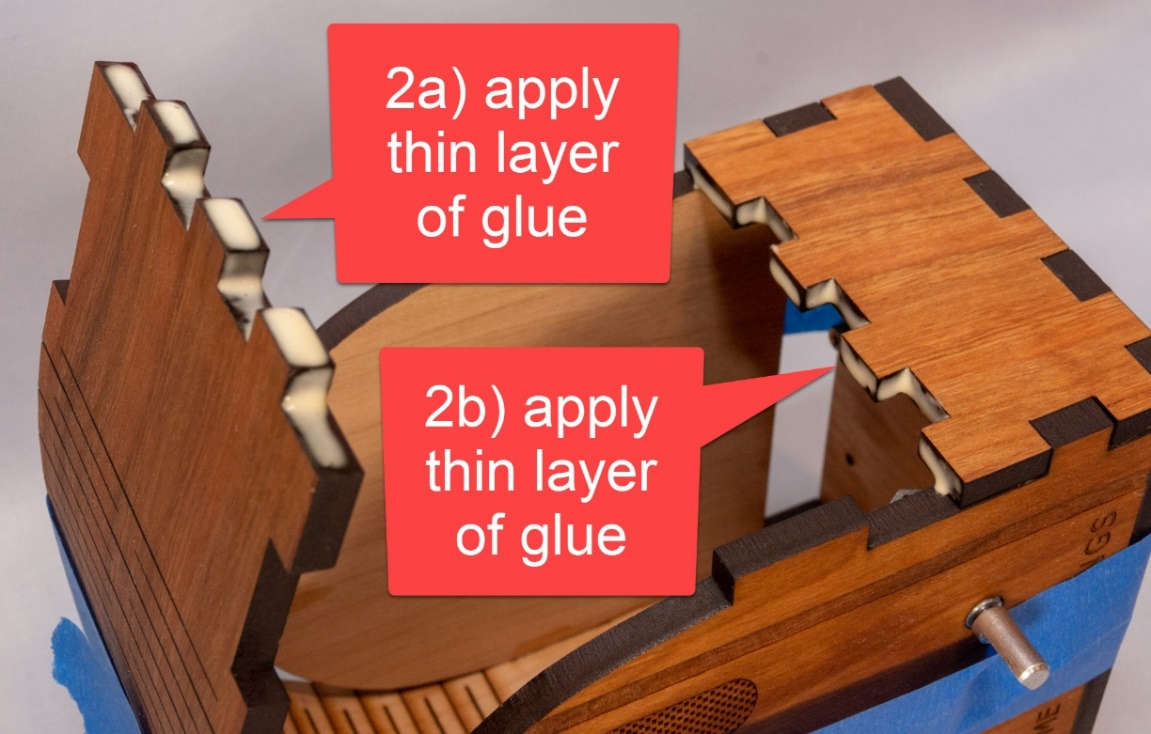 2a) apply
thin layer
of glue
2b) apply
thin layer
of glue